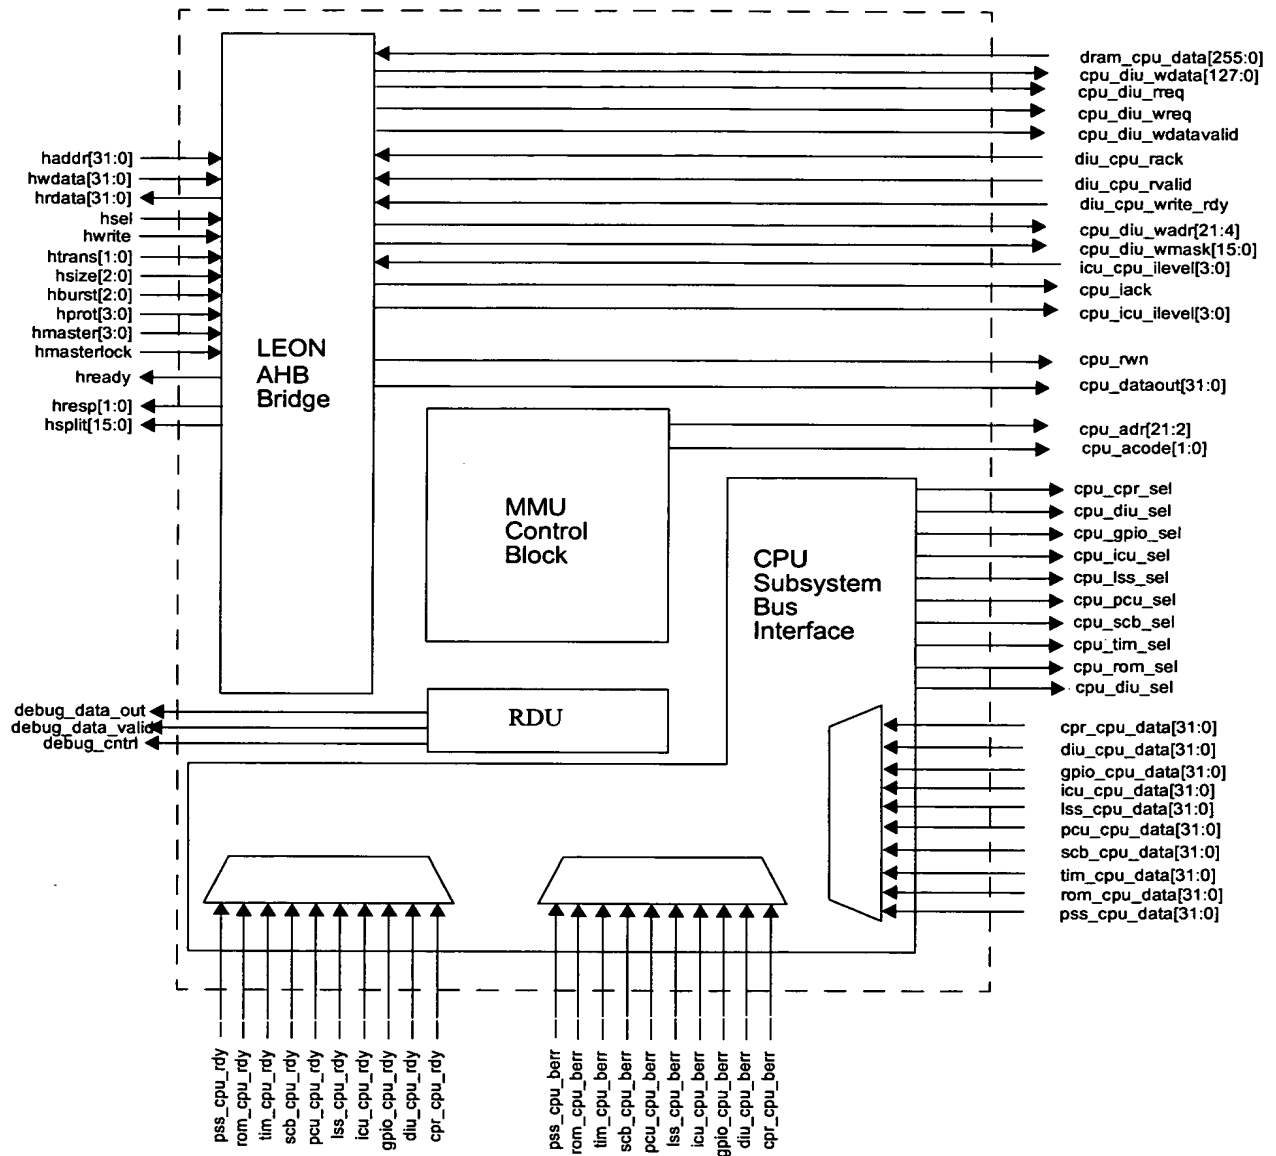 haddr[31:0]
hwdata[31:0]
hrdata[31:0]
hsel
hwrite
htrans[1:0]
hsize[2:0]
hburst[2:0]
hprot[3:0]
hmaster[3:0]
hmasterlock
hready
hresp[1:0]
hsplit[15:0]
LEON
AHB
Bridge
dram_cpu_data[255:0]
cpu_diu_wdata[127:0]
cpu_diu_rreq
cpu_diu_wreq
cpu_diu_wdatavalid
diu_cpu_rack
diu_cpu_rvalid
diu_cpu_write_rdy
cpu_diu_wadr[21:4]
cpu_diu_wmask[15:0]
icu_cpu_ilevel[3:0]
cpu_iack
cpu_icu_ilevel[3:0]
cpu_rwn
cpu_dataout[31:0]
cpu_adr[21:2]
cpu_acode[1:0]
MMU
Control
Block
CPU
Subsystem
Bus
Interface
cpu_cpr_sel
cpu_diu_sel
cpu_gpio_sel
cpu_icu_sel
cpu_lss_sel
cpu_pcu_sel
cpu_scb_sel
cpu_tim_sel
cpu_rom_sel
cpu_diu_sel
debug_data_out
debug_data_valid
debug_cntrl
RDU
cpr_cpu_data[31:0]
diu_cpu_data[31:0]
gpio_cpu_data[31:0]
icu_cpu_data[31:0]
lss_cpu_data[31:0]
pcu_cpu_data[31:0]
scb_cpu_data[31:0]
tim_cpu_data[31:0]
rom_cpu_data[31:0]
pss_cpu_data[31:0]
pss_cpu_rdy
rom_cpu_rdy
tim_cpu_rdy
scb_cpu_rdy
pcu_cpu_rdy
lss_cpu_rdy
icu_cpu_rdy
gpio_cpu_rdy
diu_cpu_rdy
cpr_cpu_rdy
pss_cpu_berr
rom_cpu_berr
tim_cpu_berr
scb_cpu_berr
pcu_cpu_berr
lss_cpu_berr
icu_cpu_berr
gpio_cpu_berr
diu_cpu_berr
cpr_cpu_berr